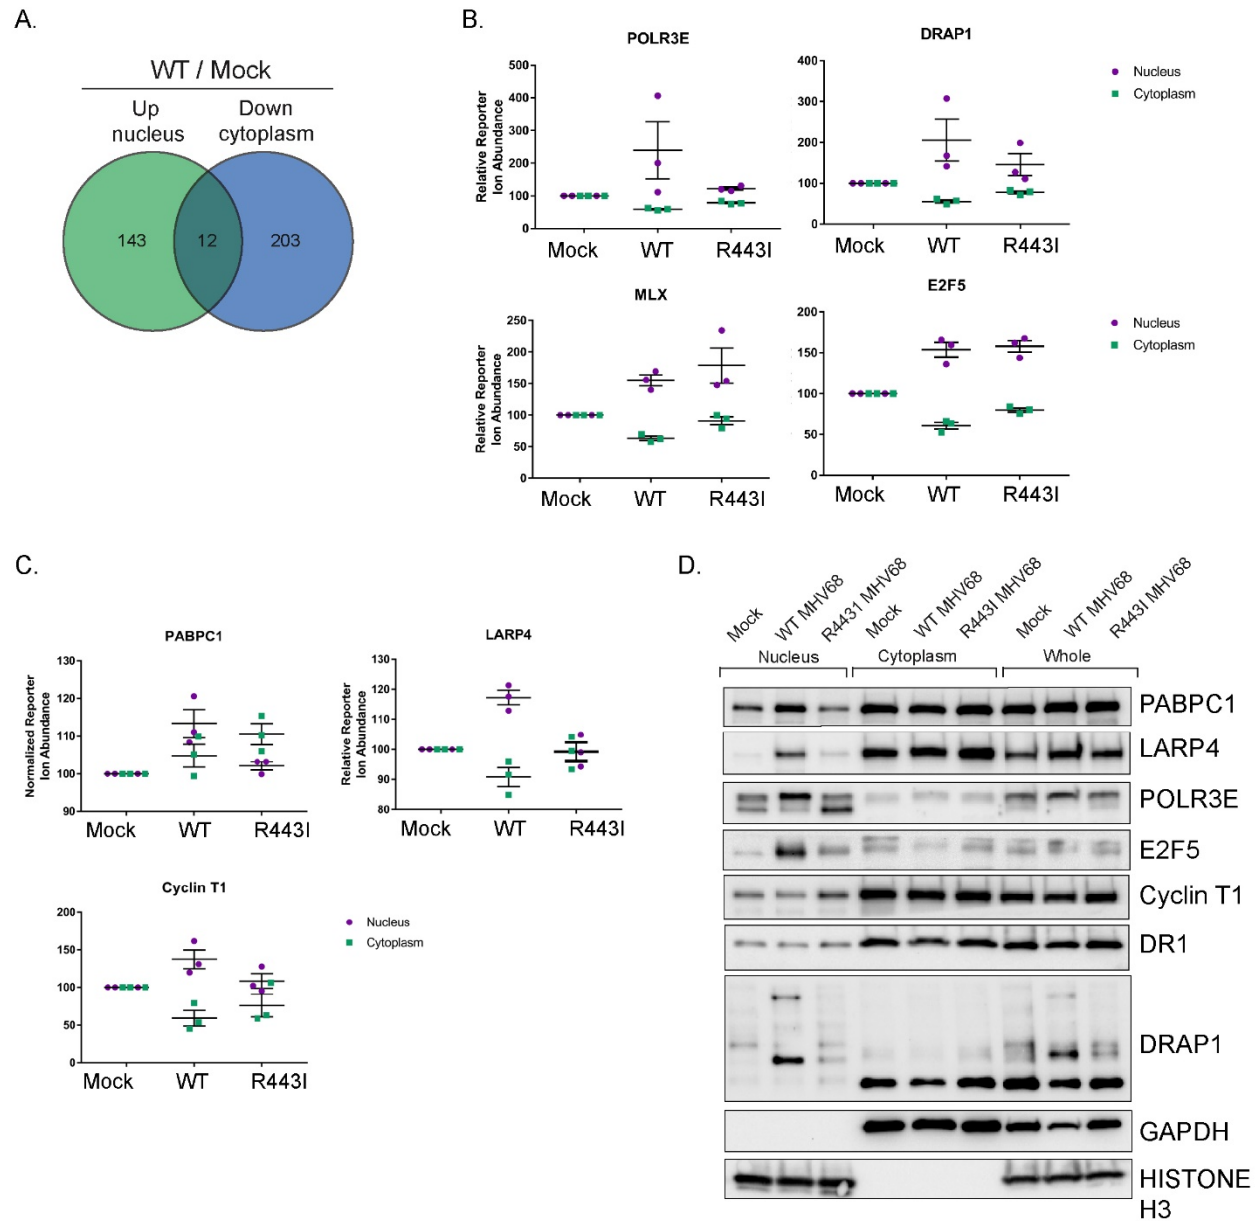 A.
WT / Mock
Up
nucleus
Down
cytoplasm
143
12
203
B.
POLR3E
Relative Reporter
Ion Abundance
500
400
300
200
100
0
Mock
WT
R443I
DRAP1
400
300
200
100
0
Mock
WT
R443I
Nucleus
Cytoplasm
MLX
Relative Reporter
Ion Abundance
250
200
150
100
50
0
Mock
WT
R443I
E2F5
200
150
100
50
0
Mock
WT
R443I
Nucleus
Cytoplasm
C.
PABPC1
Normalized Reporter
Ion Abundance
130
120
110
100
90
Mock
WT
R443I
LARP4
Relative Reporter
Ion Abundance
130
120
110
100
90
80
Mock
WT
R443I
Cyclin T1
200
150
100
50
0
Mock
WT
R443I
Nucleus
Cytoplasm
D.
Mock
WT MHV68
R4431 MHV68
Mock
WT MHV68
R443I MHV68
Mock
WT MHV68
R443I MHV68
Nucleus
Cytoplasm
Whole
PABPC1
LARP4
POLR3E
E2F5
Cyclin T1
DR1
DRAP1
GAPDH
HISTONE
H3